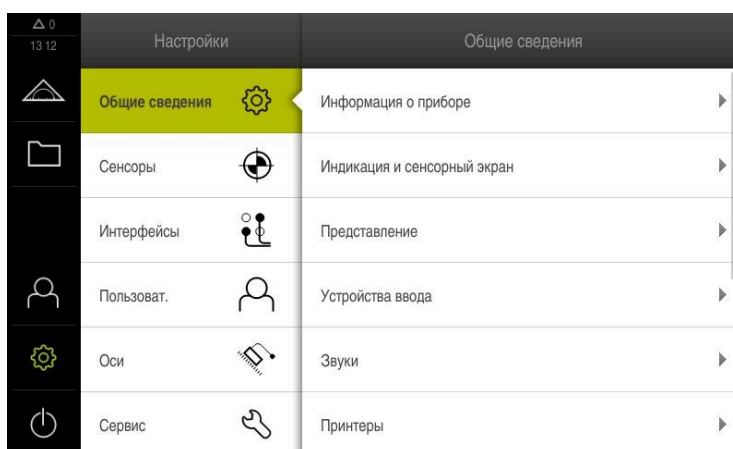 0
13 12
Настройки
Общие сведения
Общие сведения
Сенсоры
Интерфейсы
Пользоват.
Оси
Сервис
Информация о приборе
Индикация и сенсорный экран
Представление
Устройства ввода
Звуки
Принтеры